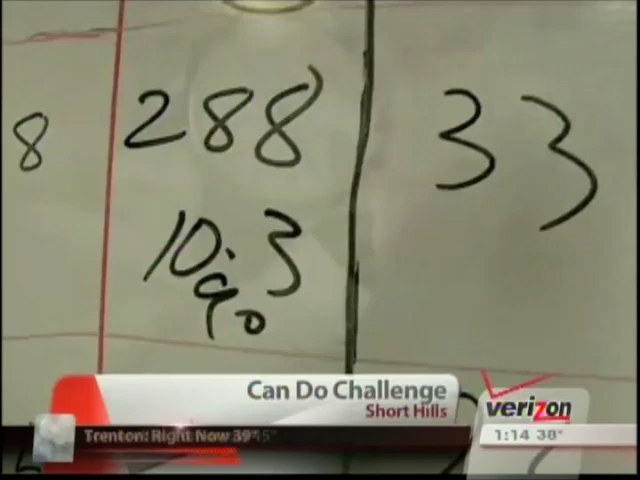 8 288 33
10 3
90
Can Do Challenge
Short Hills
verizon
Trenton: Right Now 39°
1:14 38°